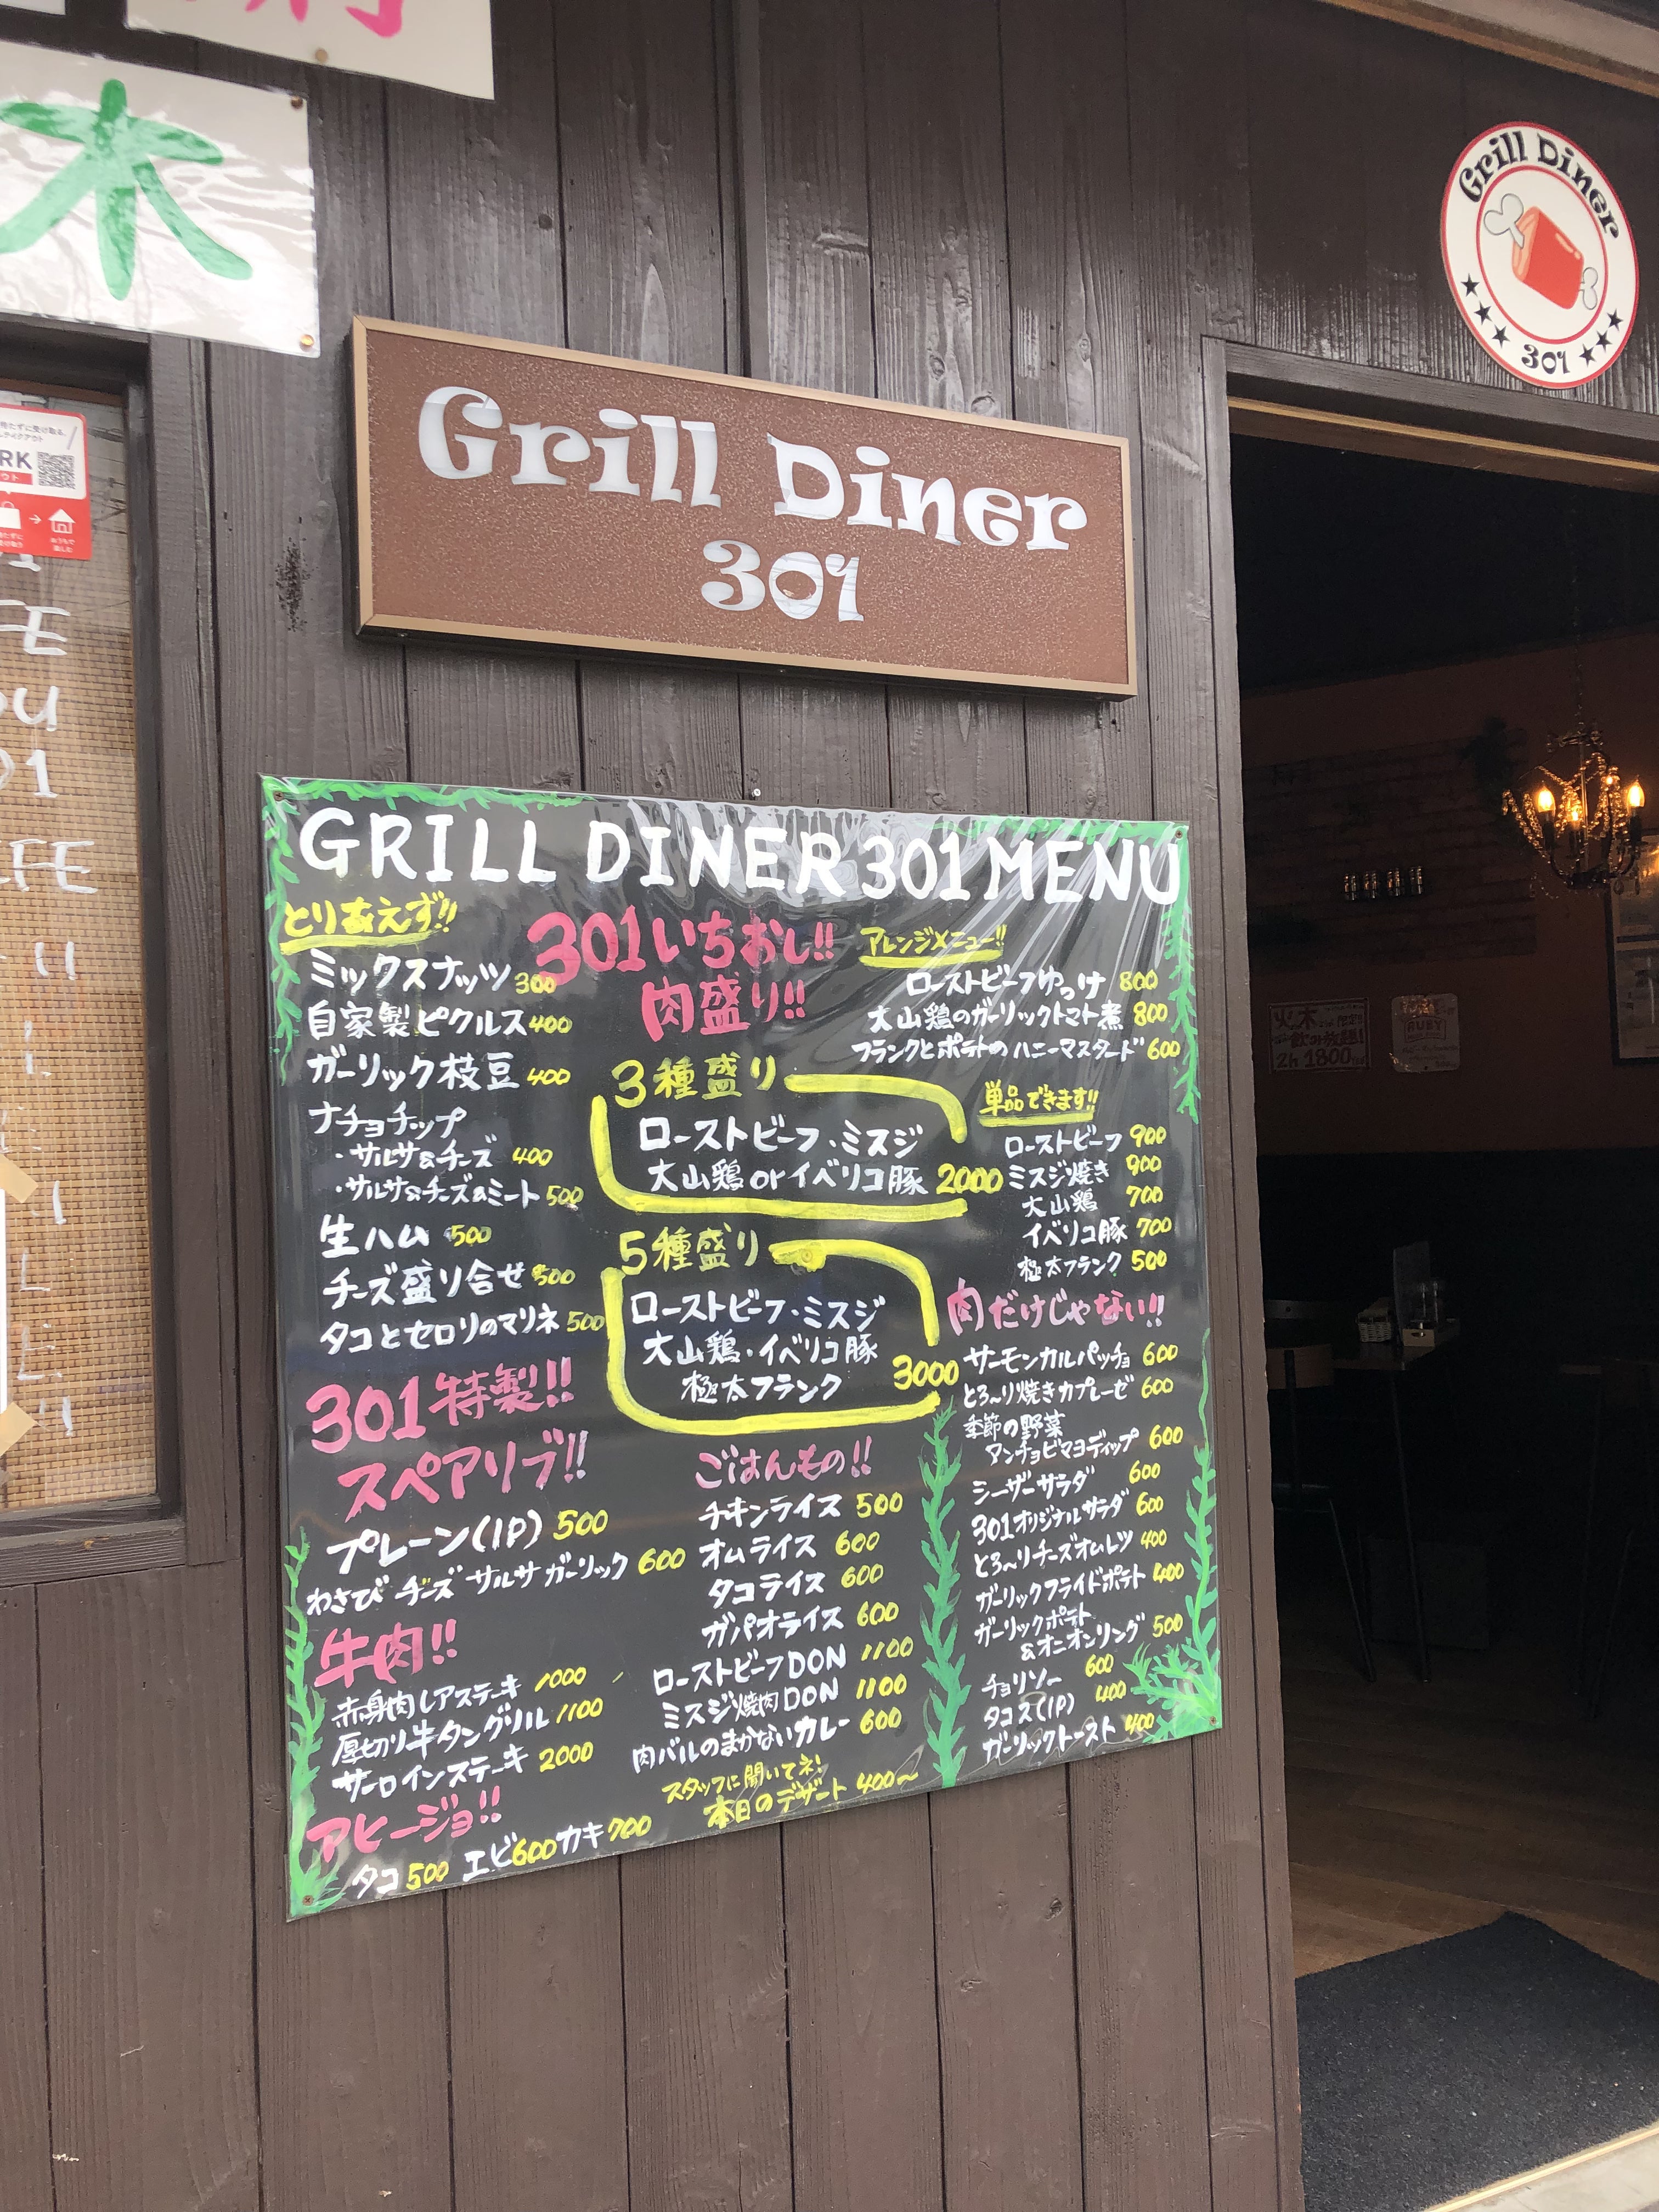 木
Grill Diner
301
Grill Diner
301
RK
GRILL DINER 301 MENU
とりあえず!!
ミックスナッツ 300
自家製ピクルス 400
ガーリック枝豆 400
ナチョチップ
・サルサ&チーズ 400
・サルサ&チーズ&ミート 500
生ハム 500
チーズ盛り合せ 500
タコとセロリのマリネ 500
301特製!!
スペアリブ!!
プレーン(1P) 500
わさび チーズ サルサ ガーリック 600
牛肉!!
赤身肉レアステーキ 1000
厚切り牛タングリル 1100
サーロインステーキ 2000
アヒージョ!!
タコ 500 エビ 600 カキ 700
301いちおし!!
肉盛り!!
3種盛り
ローストビーフ・ミスジ
大山鶏orイベリコ豚 2000
5種盛り
ローストビーフ・ミスジ
大山鶏・イベリコ豚
極太フランク 3000
ごはんもの!!
チキンライス 500
オムライス 600
タコライス 600
ガパオライス 600
ローストビーフDON 1100
ミスジ焼肉DON 1100
肉バルのまかないカレー 600
スタッフに聞いてネ!
本日のデザート 400〜
アレンジメニュー!!
ローストビーフゆっけ 800
大山鶏のガーリックトマト煮 800
フランクとポテトのハニーマスタード 600
単品できます!!
ローストビーフ 900
ミスジ焼き 900
大山鶏 700
イベリコ豚 700
極太フランク 500
肉だけじゃない!!
サーモンカルパッチョ 600
とろ〜り焼きカプレーゼ 600
季節の野菜
アンチョビマヨディップ 600
シーザーサラダ 600
301オリジナルサラダ 600
とろ〜りチーズオムレツ 400
ガーリックフライドポテト 400
ガーリックポテト
&オニオンリング 500
チョリソー 600
タコス(1P) 400
ガーリックトースト 400
火木
飲み放題!
2h 1800
RUBY